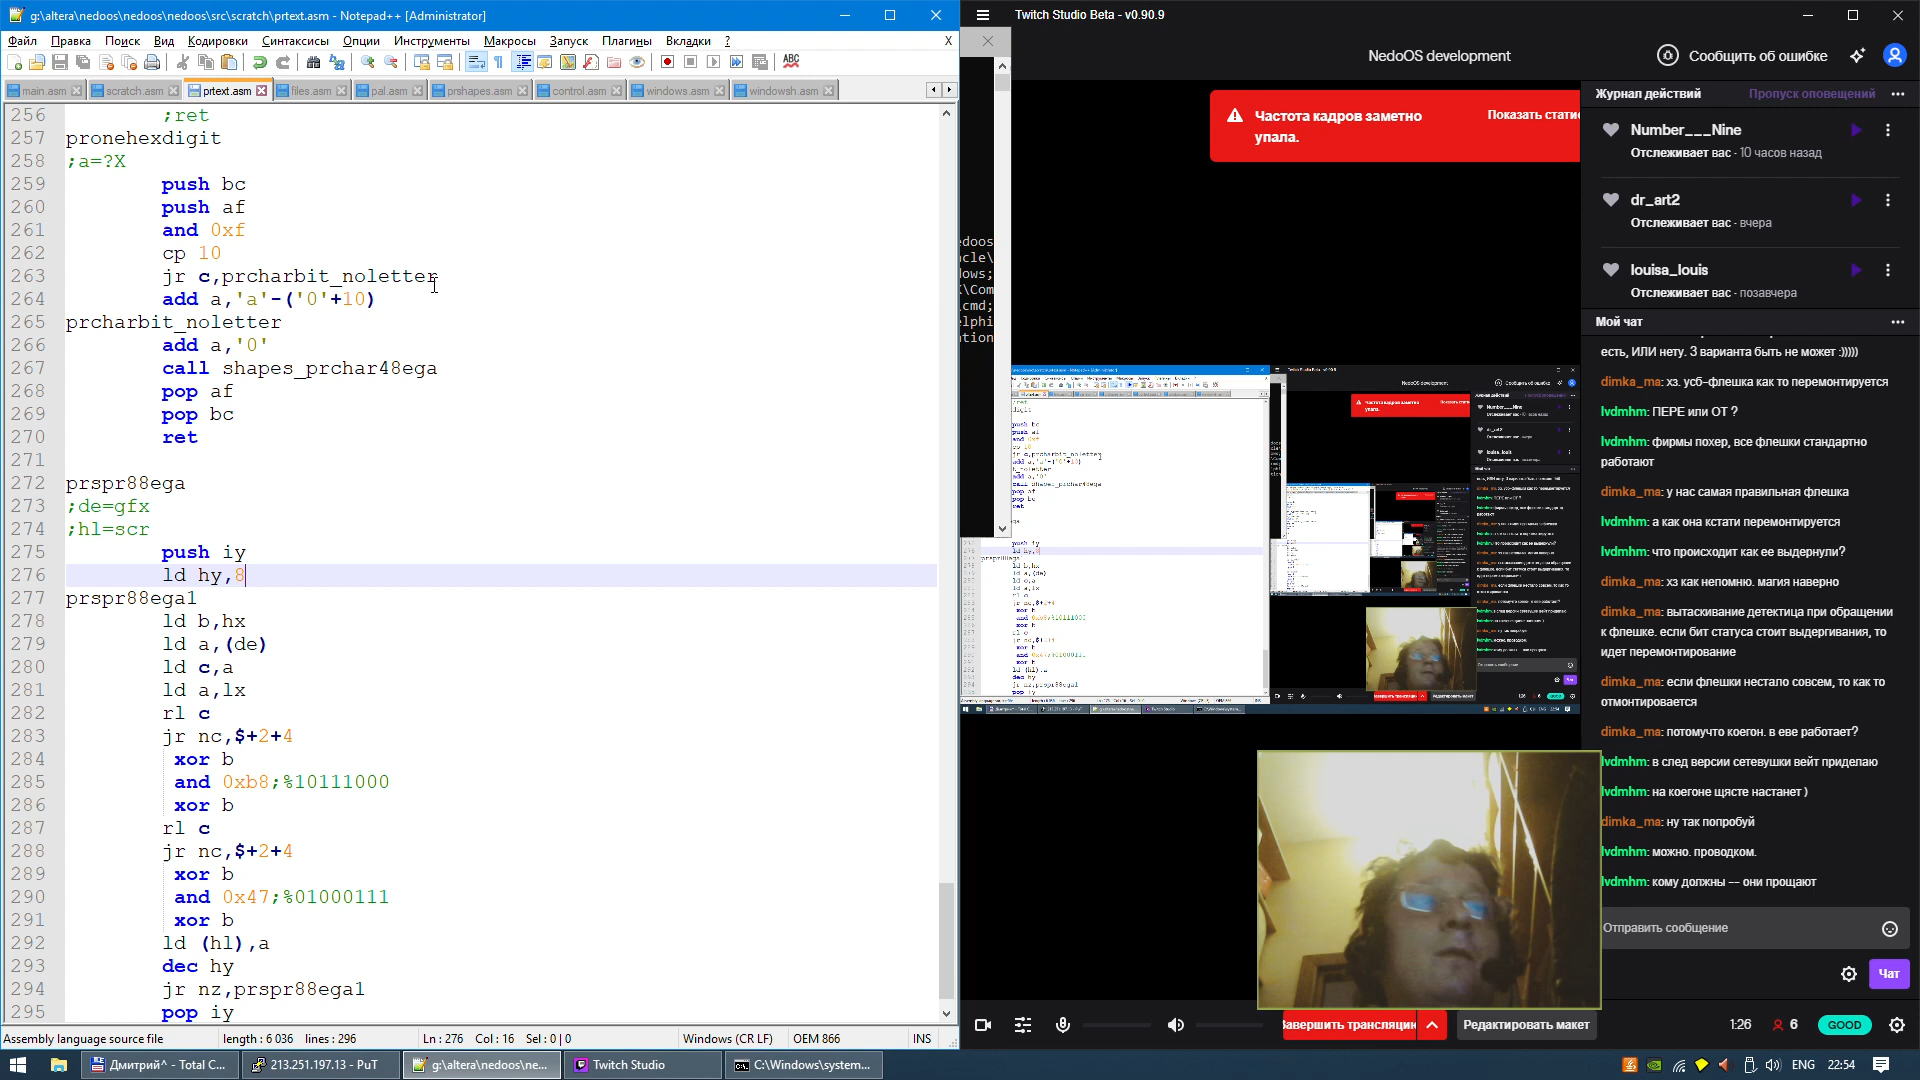 g:\altera\nedoos\nedoos\nedoos\src\scratch\prtext.asm - Notepad++ [Administrator]
Файл Правка Поиск Вид Кодировки Синтаксисы Опции Инструменты Макросы Запуск Плагины Вкладки ? X
main.asm scratch.asm prtext.asm files.asm pal.asm prshapes.asm control.asm windows.asm windowsh.asm
256 ;ret
257 pronehexdigit
258 ;a=?X
259 push bc
260 push af
261 and 0xf
262 cp 10
263 jr c,prcharbit_noletter
264 add a,'a'-('0'+10)
265 prcharbit_noletter
266 add a,'0'
267 call shapes_prchar48ega
268 pop af
269 pop bc
270 ret
271
272 prspr88ega
273 ;de=gfx
274 ;hl=scr
275 push iy
276 ld hy,8
277 prspr88ega1
278 ld b,hx
279 ld a,(de)
280 ld c,a
281 ld a,lx
282 rl c
283 jr nc,$+2+4
284 xor b
285 and 0xb8;%10111000
286 xor b
287 rl c
288 jr nc,$+2+4
289 xor b
290 and 0x47;%01000111
291 xor b
292 ld (hl),a
293 dec hy
294 jr nz,prspr88ega1
295 pop iy
Assembly language source file length : 6 036 lines : 296 Ln : 276 Col : 16 Sel : 0 | 0 Windows (CR LF) OEM 866 INS
Twitch Studio Beta - v0.90.9
NedoOS development
Сообщить об ошибке
Частота кадров заметно
упала.
Показать стати
Журнал действий Пропуск оповещений
Number___Nine
Отслеживает вас · 10 часов назад
dr_art2
Отслеживает вас · вчера
louisa_louis
Отслеживает вас · позавчера
Мой чат
есть, ИЛИ нету. 3 варианта быть не может :)))))
dimka_ma: хз. усб-флешка как то перемонтируется
lvdmhm: ПЕРЕ или ОТ ?
lvdmhm: фирмы похер, все флешки стандартно
работают
dimka_ma: у нас самая правильная флешка
lvdmhm: а как она кстати перемонтируется
lvdmhm: что происходит как ее выдернули?
dimka_ma: хз как непомню. магия наверно
dimka_ma: вытаскивание детектица при обращении
к флешке. если бит статуса стоит выдергивания, то
идет перемонтирование
dimka_ma: если флешки нестало совсем, то как то
отмонтировается
dimka_ma: потомучто коегон. в еве работает?
lvdmhm: в след версии сетевушки вейт приделаю
lvdmhm: на коегоне щясте настанет )
dimka_ma: ну так попробуй
lvdmhm: можно. проводком.
lvdmhm: кому должны -- они прощают
Отправить сообщение
Чат
edoos
cle\
ows;
\Com
cmd;
lphi
tion
Завершить трансляцию
Редактировать макет
1:26 6 GOOD
Дмитрий^ - Total C...
213.251.197.13 - PuT
g:\altera\nedoos\ne...
Twitch Studio
C:\Windows\system...
ENG 22:54